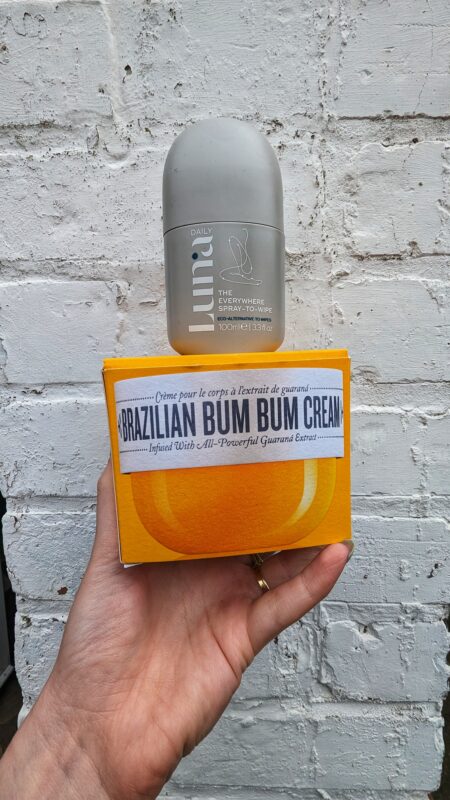 DAILY
Luna
THE
EVERYWHERE
SPRAY-TO-WIPE
ECO-ALTERNATIVE TO WIPES
100ml ℮ | 3.3 fl oz
Crème pour le corps à l'extrait de guaraná
BRAZILIAN BUM BUM CREAM
Infused With All-Powerful Guaraná Extract